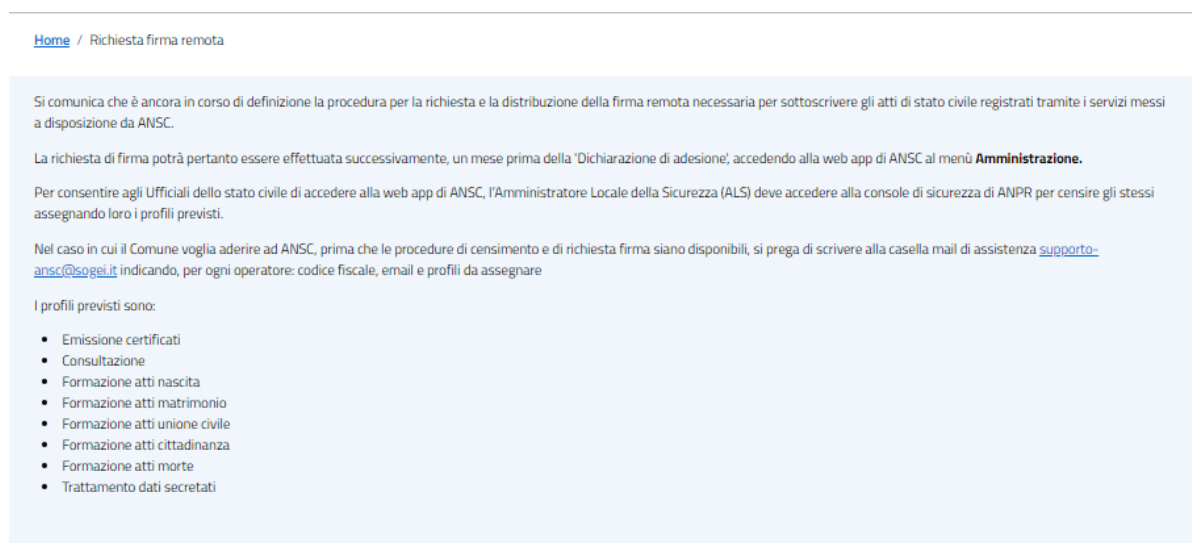 Home / Richiesta firma remota
Si comunica che è ancora in corso di definizione la procedura per la richiesta e la distribuzione della firma remota necessaria per sottoscrivere gli atti di stato civile registrati tramite i servizi messi
a disposizione da ANSC.
La richiesta di firma potrà pertanto essere effettuata successivamente, un mese prima della 'Dichiarazione di adesione', accedendo alla web app di ANSC al menù Amministrazione.
Per consentire agli Ufficiali dello stato civile di accedere alla web app di ANSC, l'Amministratore Locale della Sicurezza (ALS) deve accedere alla console di sicurezza di ANPR per censire gli stessi
assegnando loro i profili previsti.
Nel caso in cui il Comune voglia aderire ad ANSC, prima che le procedure di censimento e di richiesta firma siano disponibili, si prega di scrivere alla casella mail di assistenza supporto-
ansc@sogei.it indicando, per ogni operatore: codice fiscale, email e profili da assegnare
I profili previsti sono:
• Emissione certificati
• Consultazione
• Formazione atti nascita
• Formazione atti matrimonio
• Formazione atti unione civile
• Formazione atti cittadinanza
• Formazione atti morte
• Trattamento dati secretati